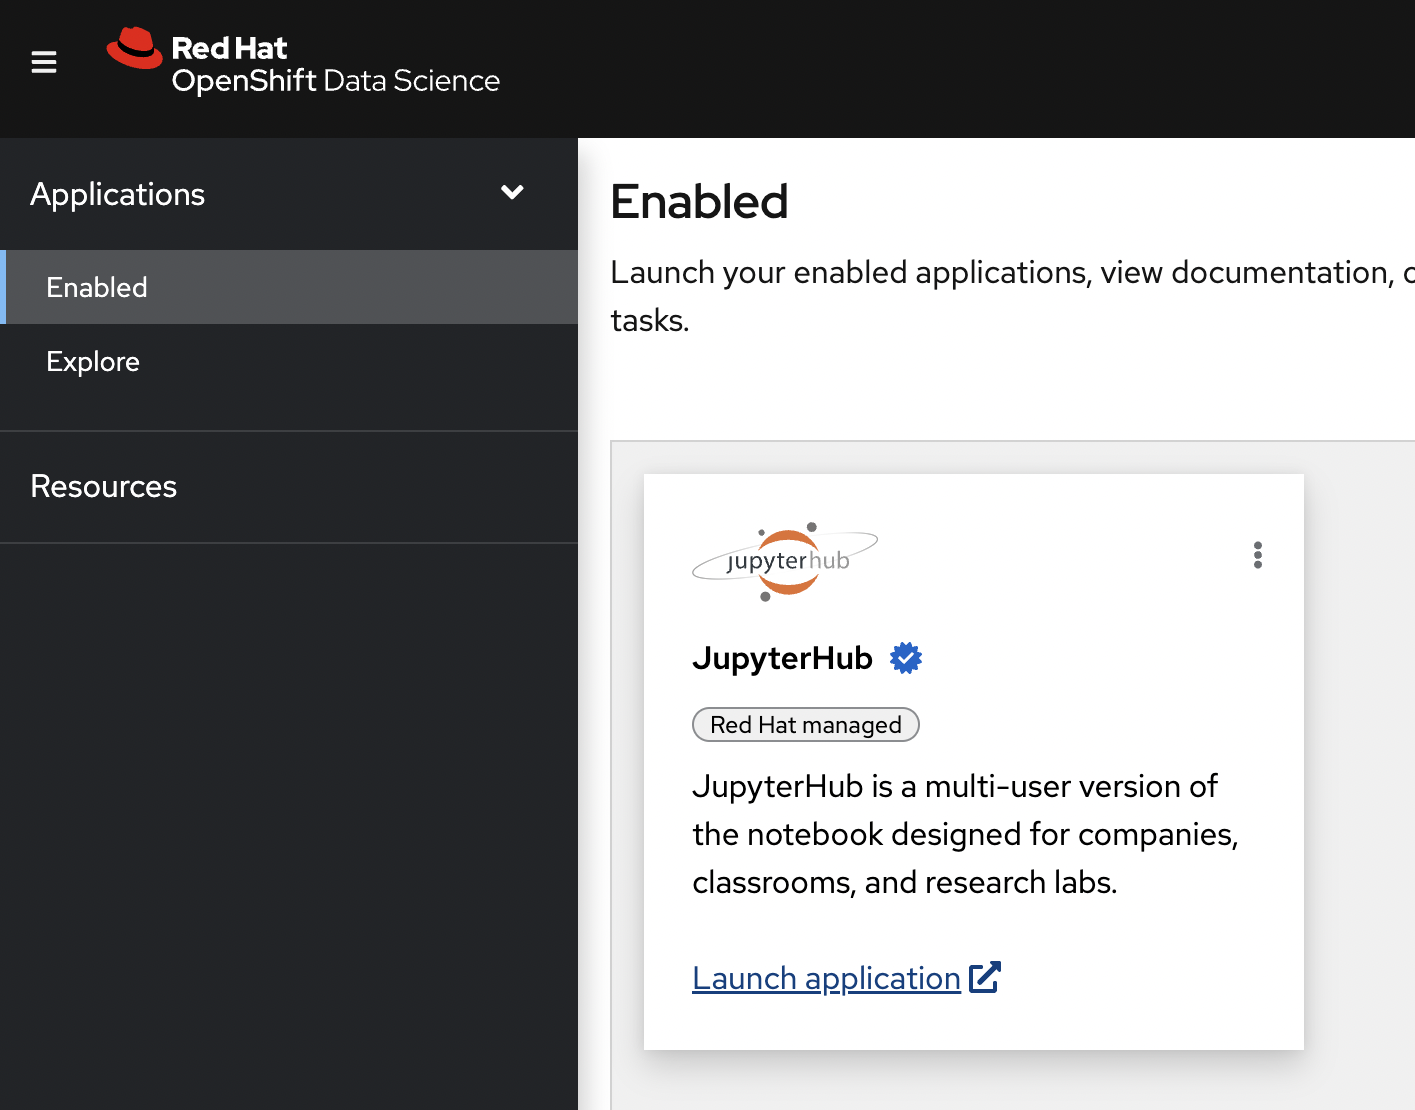 Red Hat
OpenShift Data Science
Applications
Enabled
Explore
Resources
Enabled
Launch your enabled applications, view documentation,
tasks.
jupyterhub
JupyterHub
Red Hat managed
JupyterHub is a multi-user version of
the notebook designed for companies,
classrooms, and research labs.
Launch application